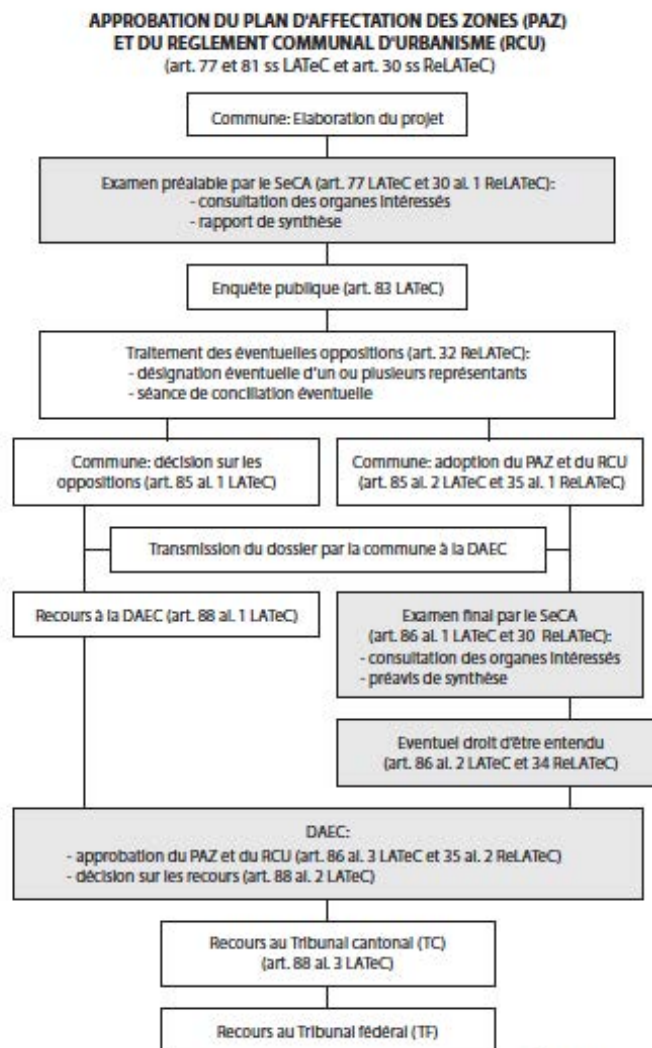 APPROBATION DU PLAN D'AFFECTATION DES ZONES (PAZ)
ET DU REGLEMENT COMMUNAL D'URBANISME (RCU)
(art. 77 et 81 ss LATeC et art. 30 ss ReLATeC)
Commune: Elaboration du projet
Examen préalable par le SeCA (art. 77 LATeC et 30 al. 1 ReLATeC):
- consultation des organes intéressés
- rapport de synthèse
Enquête publique (art. 83 LATeC)
Traitement des éventuelles oppositions (art. 32 ReLATeC):
- désignation éventuelle d'un ou plusieurs représentants
- séance de conciliation éventuelle
Commune: décision sur les
oppositions (art. 85 al. 1 LATeC)
Commune: adoption du PAZ et du RCU
(art. 85 al. 2 LATeC et 35 al. 1 ReLATeC)
Transmission du dossier par la commune à la DAEC
Recours à la DAEC (art. 88 al. 1 LATeC)
Examen final par le SeCA
(art. 86 al. 1 LATeC et 30 ReLATeC):
- consultation des organes intéressés
- préavis de synthèse
Eventuel droit d'être entendu
(art. 86 al. 2 LATeC et 34 ReLATeC)
DAEC:
- approbation du PAZ et du RCU (art. 86 al. 3 LATeC et 35 al. 2 ReLATeC)
- décision sur les recours (art. 88 al. 2 LATeC)
Recours au Tribunal cantonal (TC)
(art. 88 al. 3 LATeC)
Recours au Tribunal fédéral (TF)